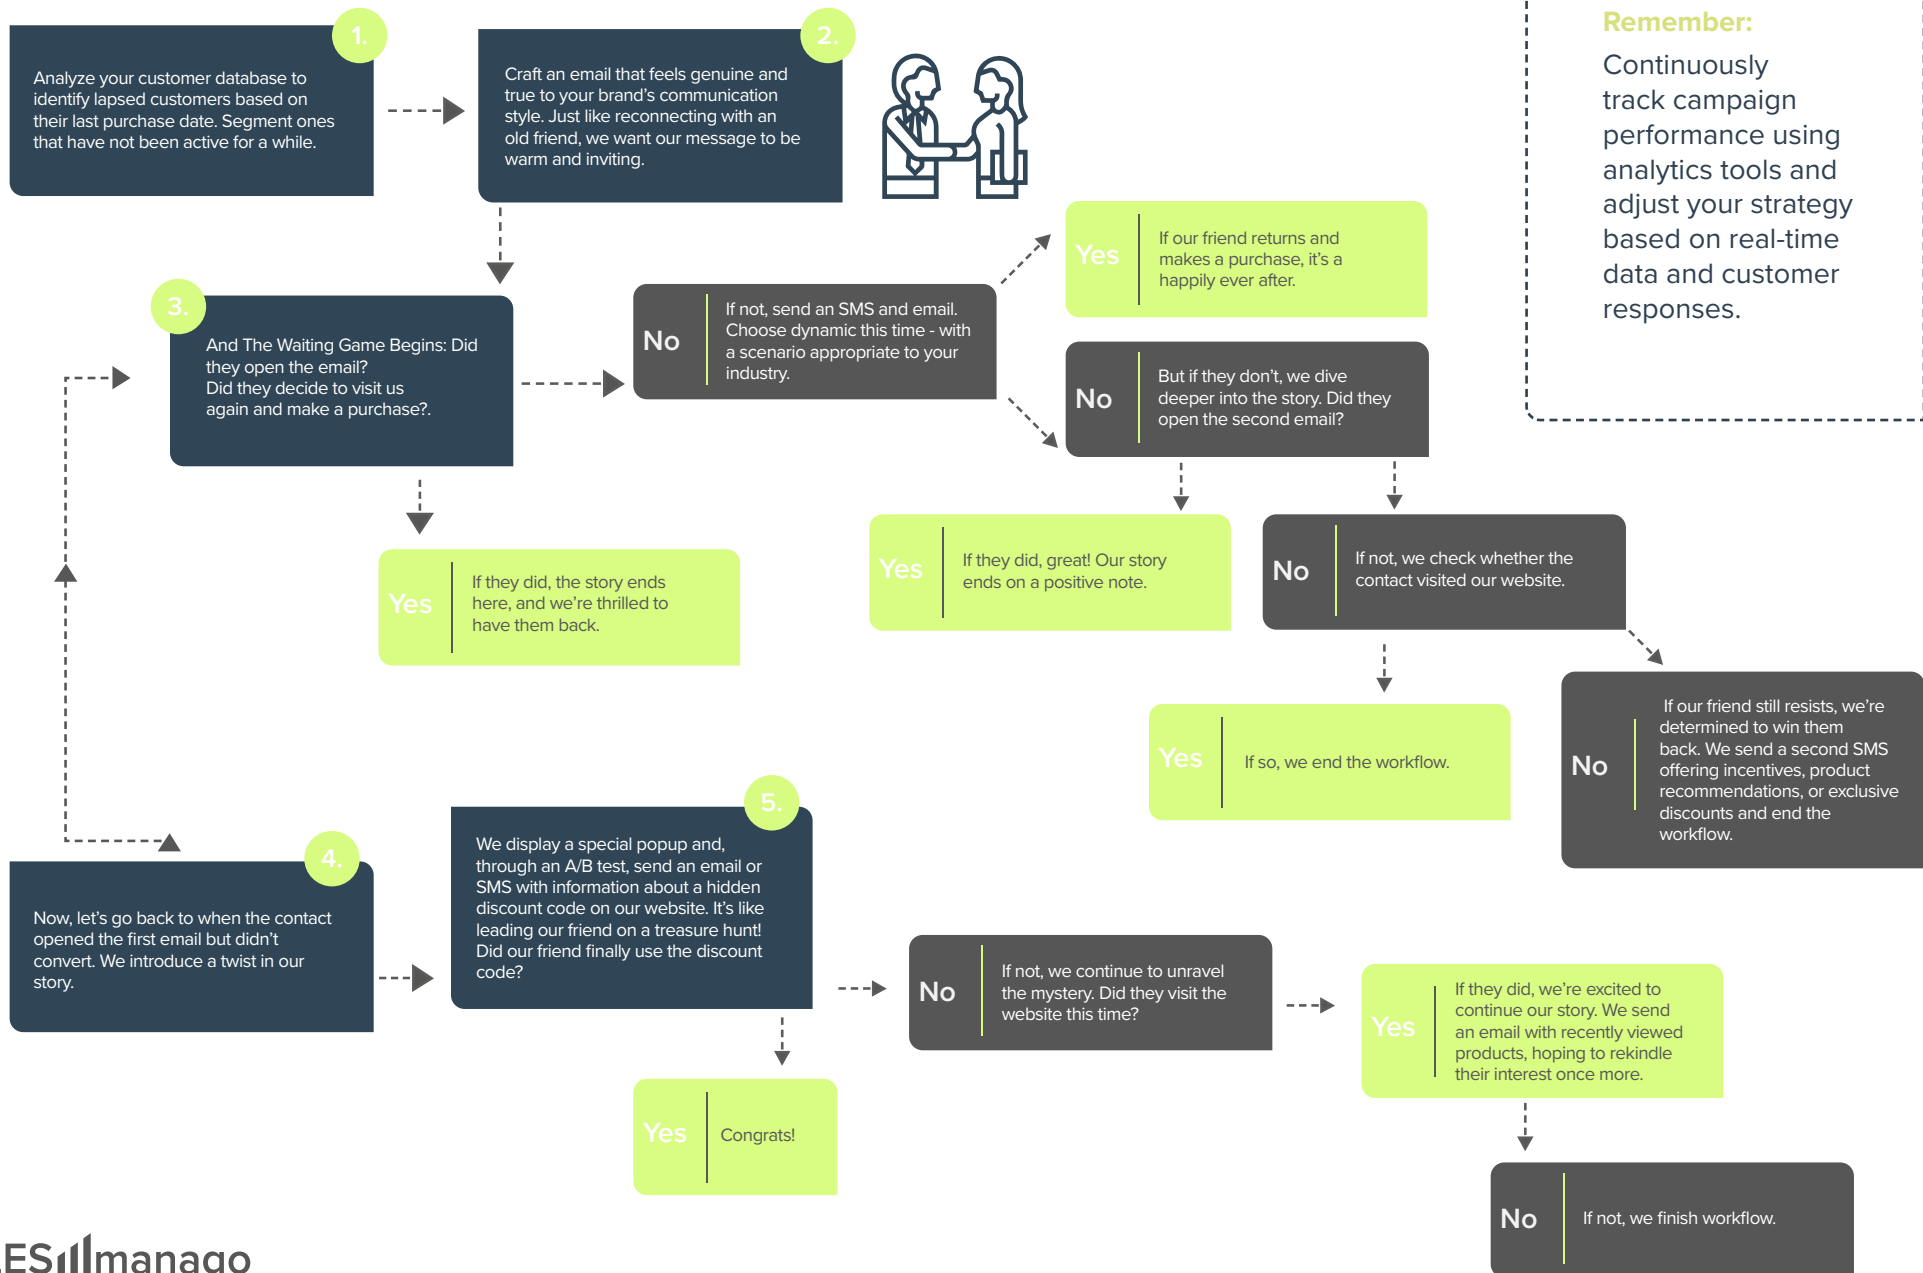 1.
Analyze your customer database to
identify lapsed customers based on
their last purchase date. Segment ones
that have not been active for a while.
2.
Craft an email that feels genuine and
true to your brand's communication
style. Just like reconnecting with an
old friend, we want our message to be
warm and inviting.
Remember:
Continuously
track campaign
performance using
analytics tools and
adjust your strategy
based on real-time
data and customer
responses.
3.
And The Waiting Game Begins: Did
they open the email?
Did they decide to visit us
again and make a purchase?.
No
If not, send an SMS and email.
Choose dynamic this time - with
a scenario appropriate to your
industry.
Yes
If our friend returns and
makes a purchase, it's a
happily ever after.
No
But if they don't, we dive
deeper into the story. Did they
open the second email?
Yes
If they did, the story ends
here, and we're thrilled to
have them back.
Yes
If they did, great! Our story
ends on a positive note.
No
If not, we check whether the
contact visited our website.
Yes
If so, we end the workflow.
No
If our friend still resists, we're
determined to win them
back. We send a second SMS
offering incentives, product
recommendations, or exclusive
discounts and end the
workflow.
4.
Now, let's go back to when the contact
opened the first email but didn't
convert. We introduce a twist in our
story.
5.
We display a special popup and,
through an A/B test, send an email or
SMS with information about a hidden
discount code on our website. It's like
leading our friend on a treasure hunt!
Did our friend finally use the discount
code?
No
If not, we continue to unravel
the mystery. Did they visit the
website this time?
Yes
If they did, we're excited to
continue our story. We send
an email with recently viewed
products, hoping to rekindle
their interest once more.
Yes
Congrats!
No
If not, we finish workflow.
ES manago